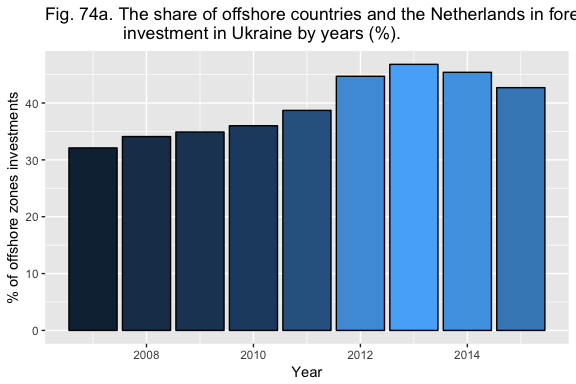 Fig. 74a. The share of offshore countries and the Netherlands in fore
investment in Ukraine by years (%).
% of offshore zones investments
40
30
20
10
0
2008 2010 2012 2014
Year